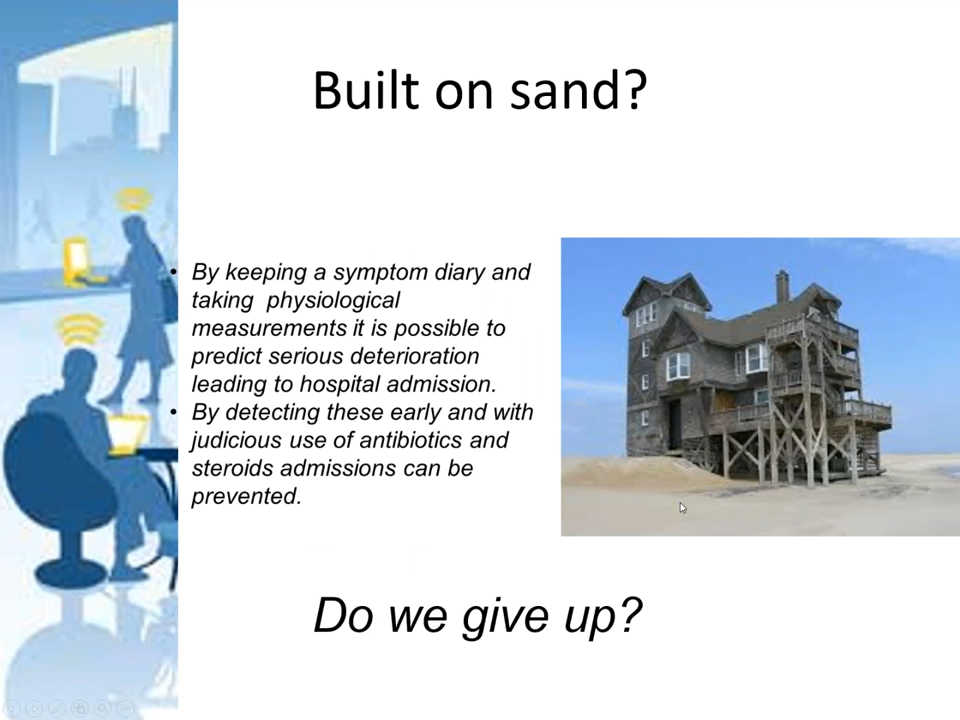 Built on sand?
• By keeping a symptom diary and
taking physiological
measurements it is possible to
predict serious deterioration
leading to hospital admission.
• By detecting these early and with
judicious use of antibiotics and
steroids admissions can be
prevented.
Do we give up?